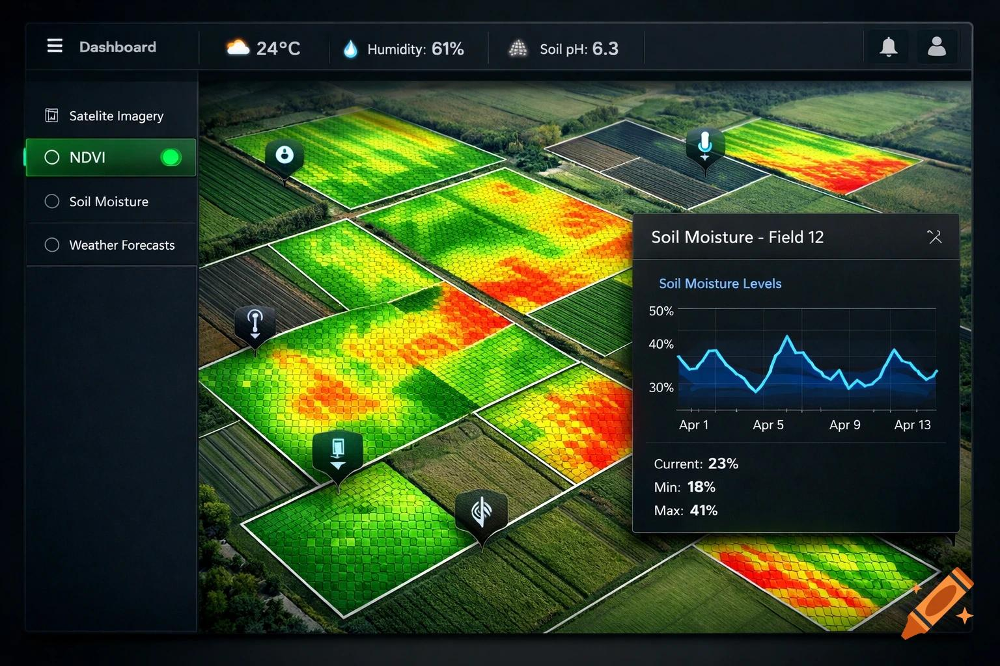 Dashboard
24°C
Humidity: 61%
Soil pH: 6.3
Satelite Imagery
NDVI
Soil Moisture
Weather Forecasts
Soil Moisture - Field 12
Soil Moisture Levels
50%
40%
30%
Apr 1 Apr 5 Apr 9 Apr 13
Current: 23%
Min: 18%
Max: 41%